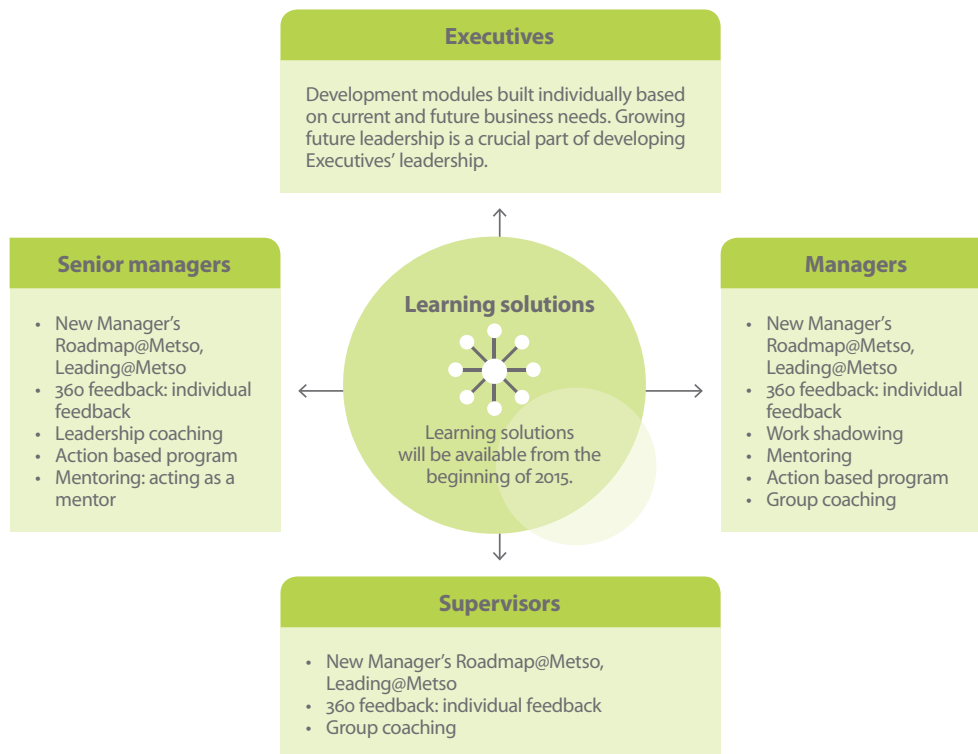 Executives
Development modules built individually based
on current and future business needs. Growing
future leadership is a crucial part of developing
Executives’ leadership.
Senior managers
• New Manager’s
Roadmap@Metso,
Leading@Metso
• 360 feedback: individual
feedback
• Leadership coaching
• Action based program
• Mentoring: acting as a
mentor
Learning solutions
Learning solutions
will be available from the
beginning of 2015.
Managers
• New Manager’s
Roadmap@Metso,
Leading@Metso
• 360 feedback: individual
feedback
• Work shadowing
• Mentoring
• Action based program
• Group coaching
Supervisors
• New Manager’s Roadmap@Metso,
Leading@Metso
• 360 feedback: individual feedback
• Group coaching